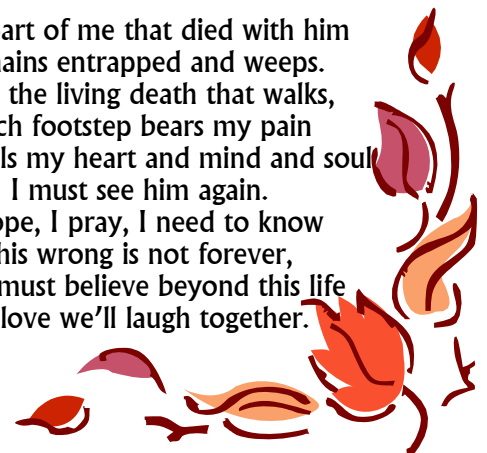 art of me that died with him
ains entrapped and weeps.
the living death that walks,
ch footstep bears my pain
ls my heart and mind and soul
I must see him again.
ope, I pray, I need to know
his wrong is not forever,
must believe beyond this life
love we'll laugh together.